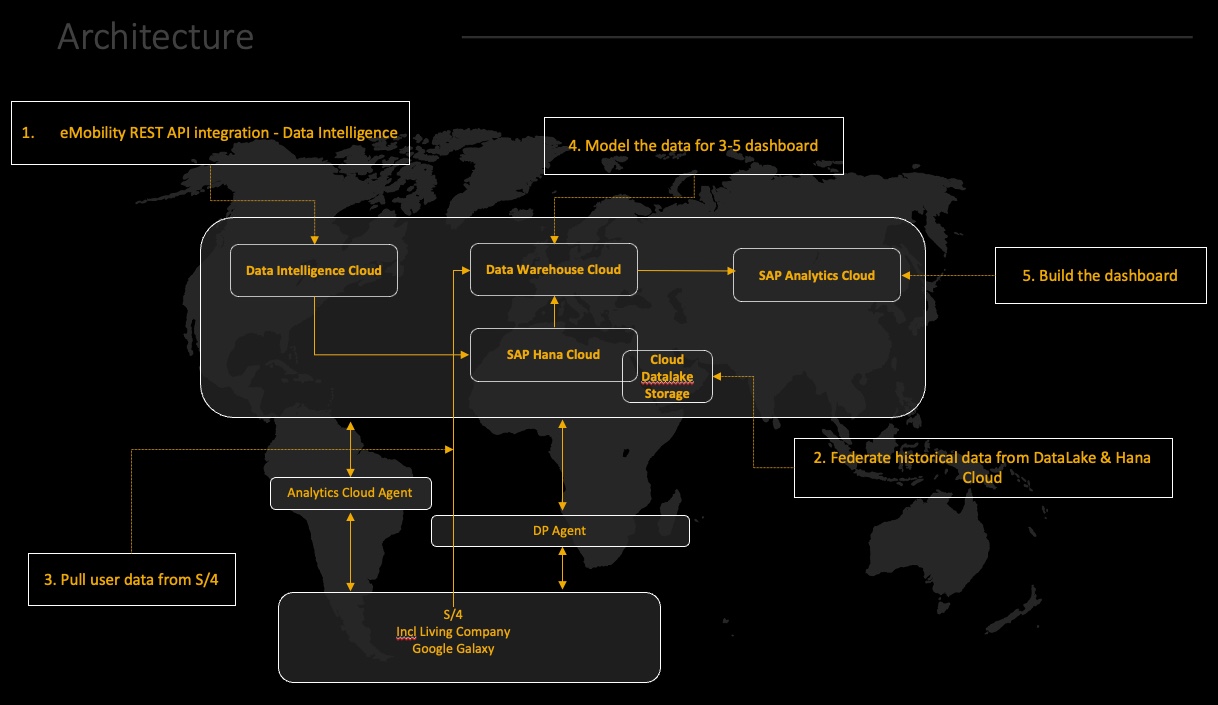 Architecture
1. eMobility REST API integration - Data Intelligence
4. Model the data for 3-5 dashboard
Data Intelligence Cloud
Data Warehouse Cloud
SAP Analytics Cloud
5. Build the dashboard
SAP Hana Cloud
Cloud
Datalake
Storage
2. Federate historical data from DataLake & Hana
Cloud
Analytics Cloud Agent
DP Agent
3. Pull user data from S/4
S/4
Incl Living Company
Google Galaxy